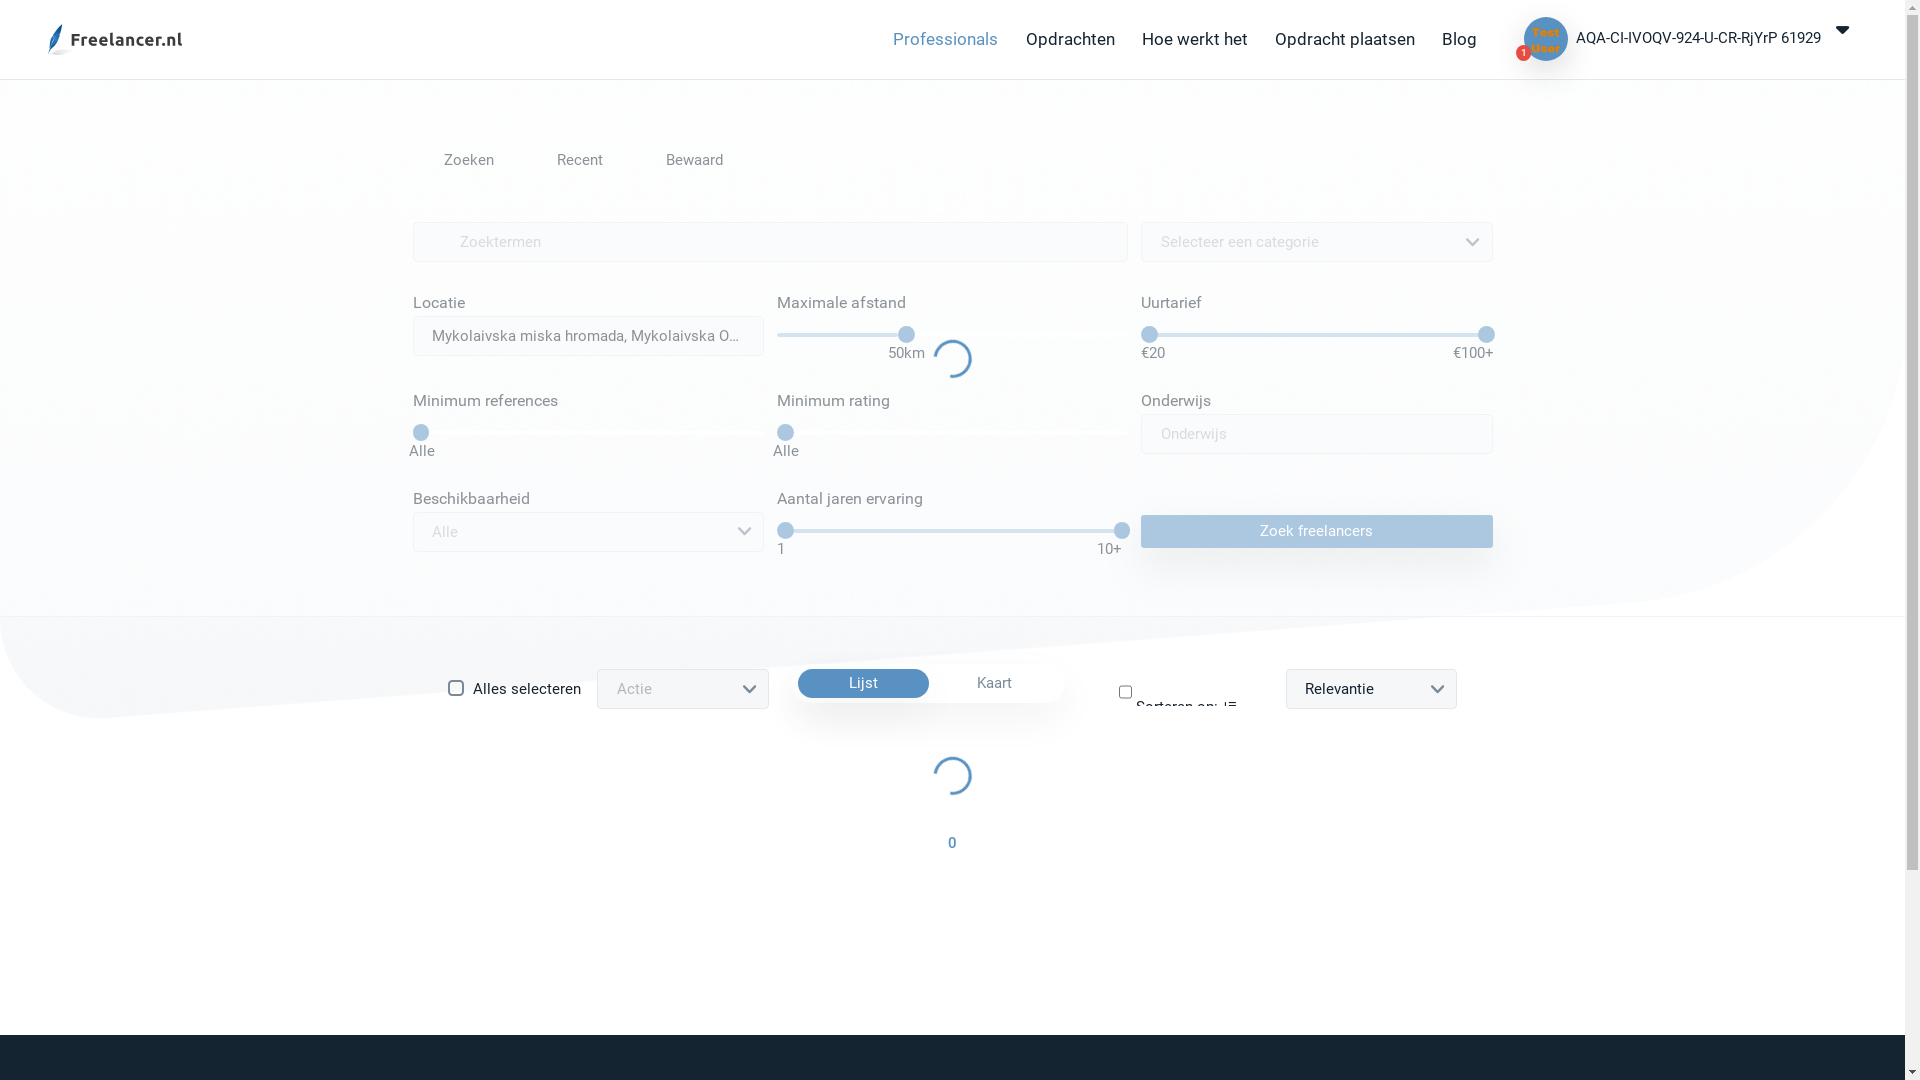 Freelancer.nl
Professionals
Opdrachten
Hoe werkt het
Opdracht plaatsen
Blog
Test
User
1
AQA-CI-IVOQV-924-U-CR-RjYrP 61929
Zoeken
Recent
Bewaard
Zoektermen
Selecteer een categorie
Locatie
Mykolaivska miska hromada, Mykolaivska O...
Maximale afstand
50km
Uurtarief
€20
€100+
Minimum references
Alle
Minimum rating
Alle
Onderwijs
Onderwijs
Beschikbaarheid
Alle
Aantal jaren ervaring
1
10+
Zoek freelancers
Alles selecteren
Actie
Lijst
Kaart
Sorteren op:
Relevantie
0